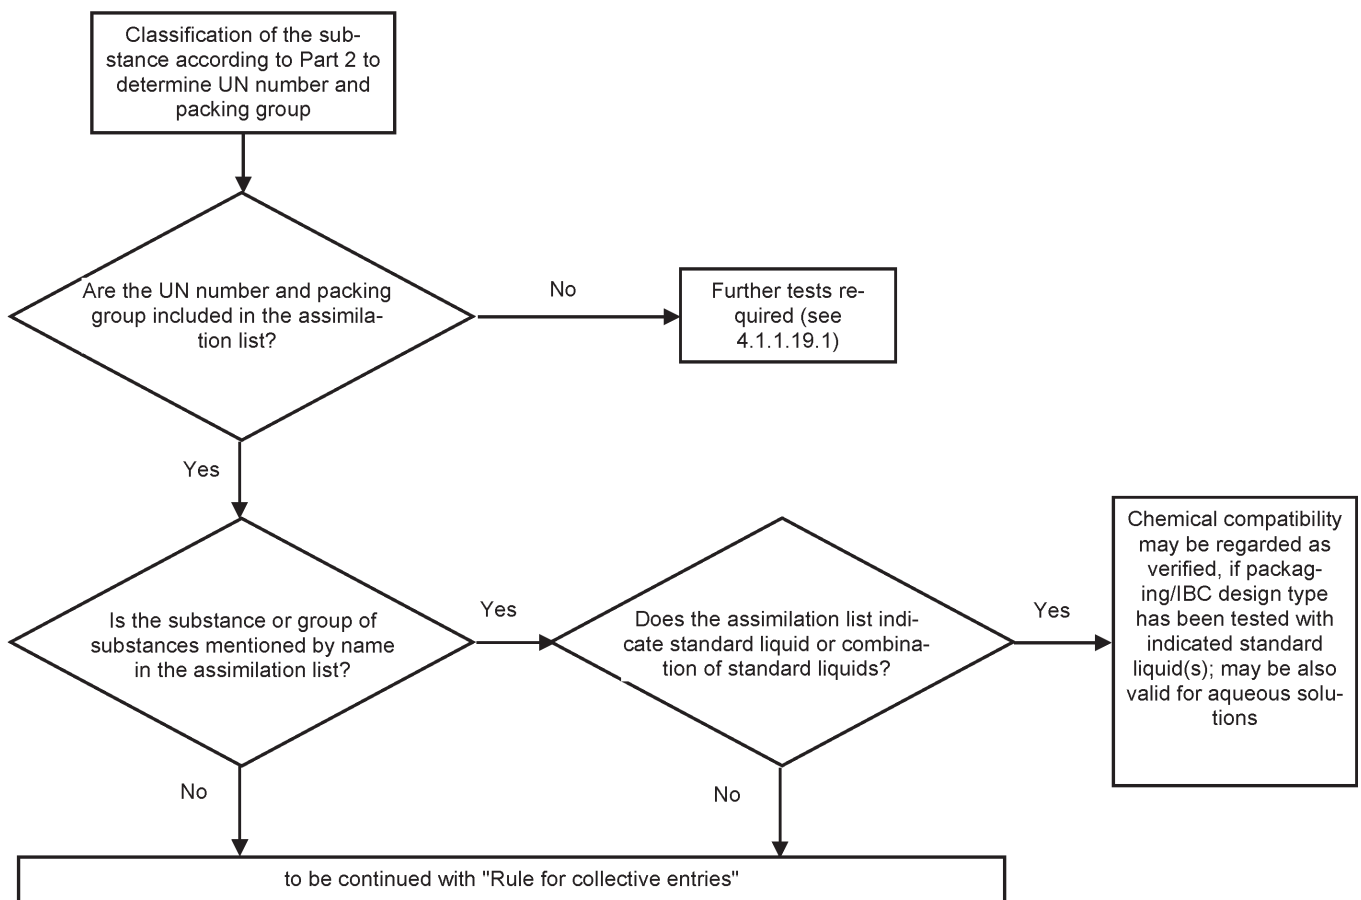 Classification of the sub-
stance according to Part 2 to
determine UN number and
packing group
Are the UN number and packing
group included in the assimila-
tion list?
No
Further tests re-
quired (see
4.1.1.19.1)
Yes
Is the substance or group of
substances mentioned by name
in the assimilation list?
Yes
Does the assimilation list indi-
cate standard liquid or combina-
tion of standard liquids?
Yes
Chemical compatibility
may be regarded as
verified, if packag-
ing/IBC design type
has been tested with
indicated standard
liquid(s); may be also
valid for aqueous solu-
tions
No
No
to be continued with "Rule for collective entries"